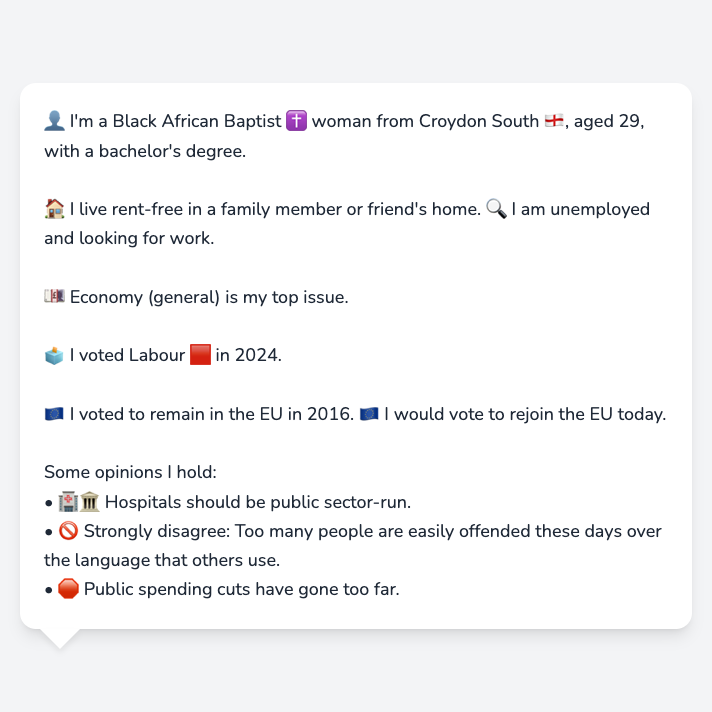 👤 I'm a Black African Baptist ✝️ woman from Croydon South 🏴󠁧󠁢󠁥󠁮󠁧󠁿, aged 29,
with a bachelor's degree.
🏠 I live rent-free in a family member or friend's home. 🔍 I am unemployed
and looking for work.
💷 Economy (general) is my top issue.
🗳️ I voted Labour 🟥 in 2024.
🇪🇺 I voted to remain in the EU in 2016. 🇪🇺 I would vote to rejoin the EU today.
Some opinions I hold:
• 🏥🏛️ Hospitals should be public sector-run.
• 🚫 Strongly disagree: Too many people are easily offended these days over
the language that others use.
• 🛑 Public spending cuts have gone too far.